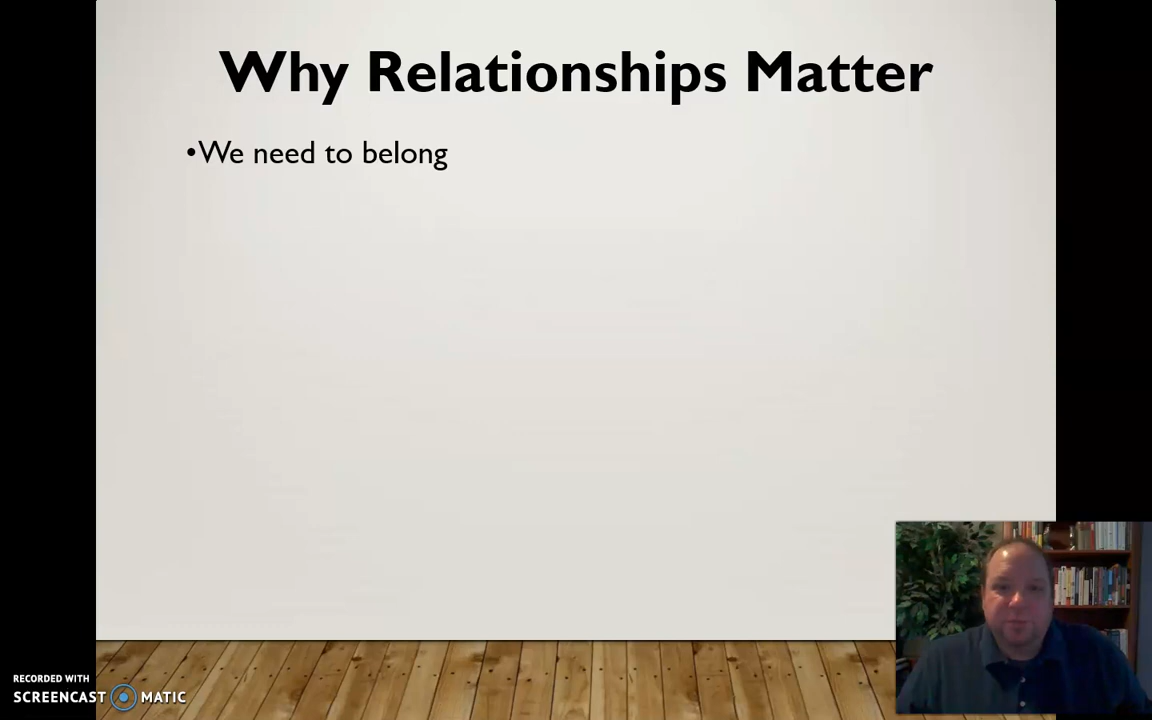 Why Relationships Matter
•We need to belong
RECORDED WITH
SCREENCAST MATIC